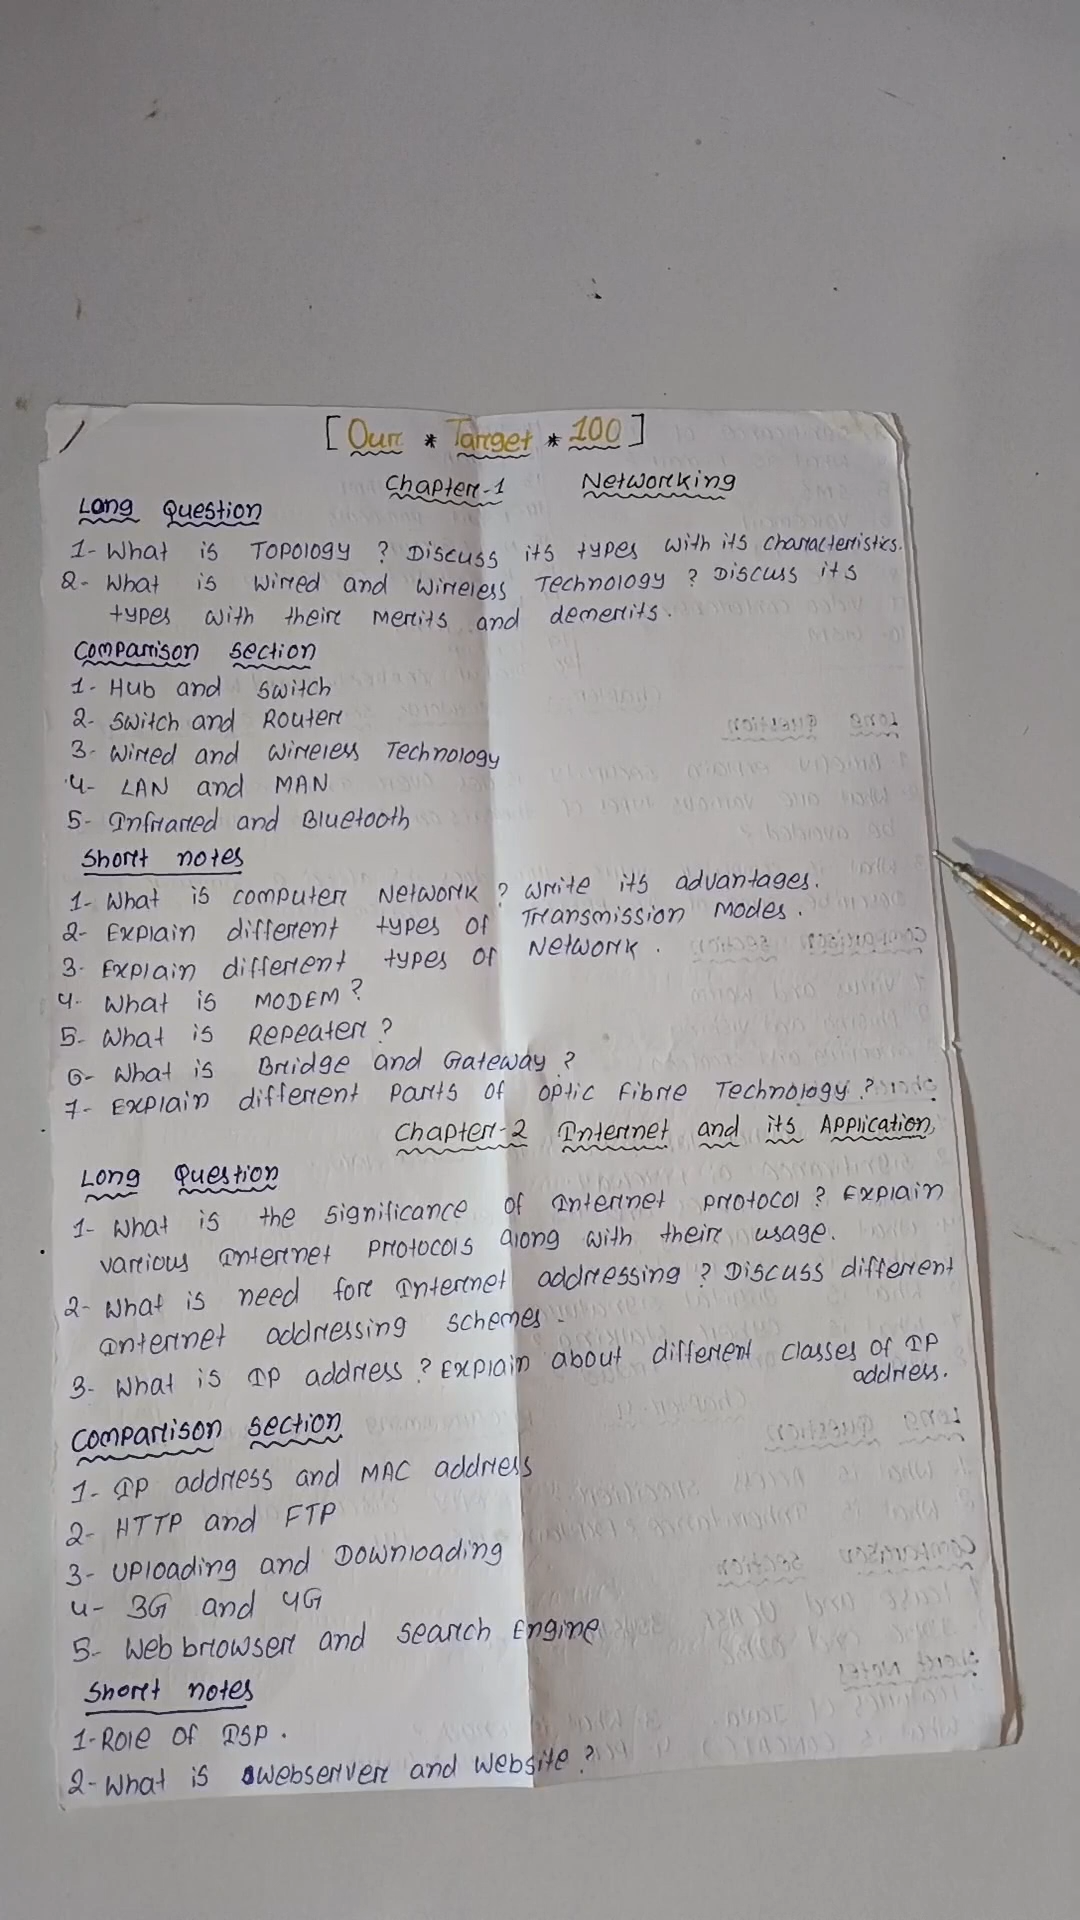 [ Our * Target * 100 ]
Chapter-1 Networking
Long Question
1- What is Topology ? Discuss its types with its characteristics.
2- What is wired and wireless Technology ? Discuss its
types with their merits and demerits.
Comparison Section
1- Hub and Switch
2- Switch and Router
3- Wired and wireless Technology
4- LAN and MAN
5- Infrared and Bluetooth
Short notes
1- What is computer Network ? Write its advantages.
2- Explain different types of Transmission Modes.
3- Explain different types of Network.
4- What is MODEM ?
5- What is Repeater ?
6- What is Bridge and Gateway ?
7- Explain different Parts of optic Fibre Technology ?
Chapter-2 Internet and its Application
Long Question
1- What is the significance of Internet protocol ? Explain
various Internet Protocols along with their usage.
2- What is need for Internet addressing ? Discuss different
Internet addressing schemes.
3- What is IP address ? Explain about different classes of IP
address.
Comparison Section
1- IP address and MAC address
2- HTTP and FTP
3- Uploading and Downloading
4- 3G and 4G
5- Web browser and Search Engine
Short notes
1- Role of ISP.
2- What is webserver and website ?